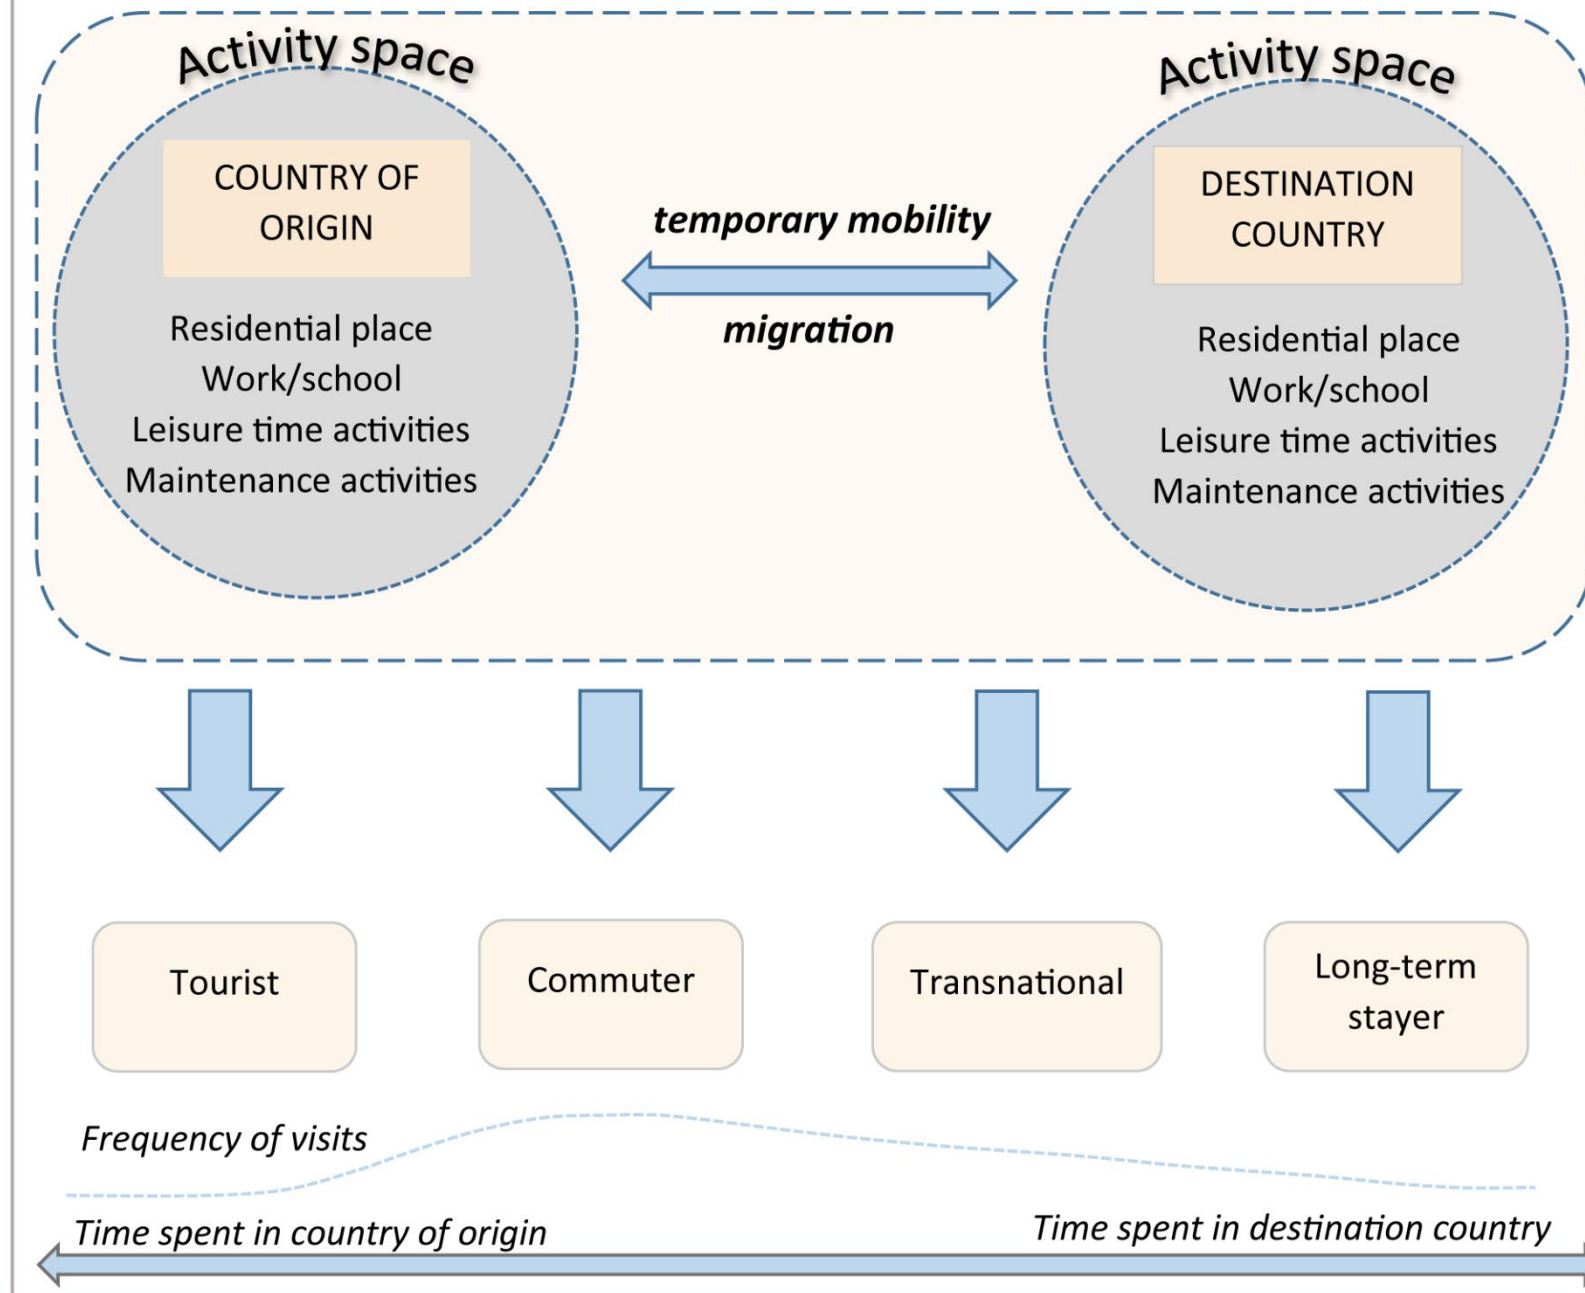 Activity space
COUNTRY OF
ORIGIN
Residential place
Work/school
Leisure time activities
Maintenance activities
temporary mobility
migration
Activity space
DESTINATION
COUNTRY
Residential place
Work/school
Leisure time activities
Maintenance activities
Tourist
Commuter
Transnational
Long-term
stayer
Frequency of visits
Time spent in country of origin
Time spent in destination country